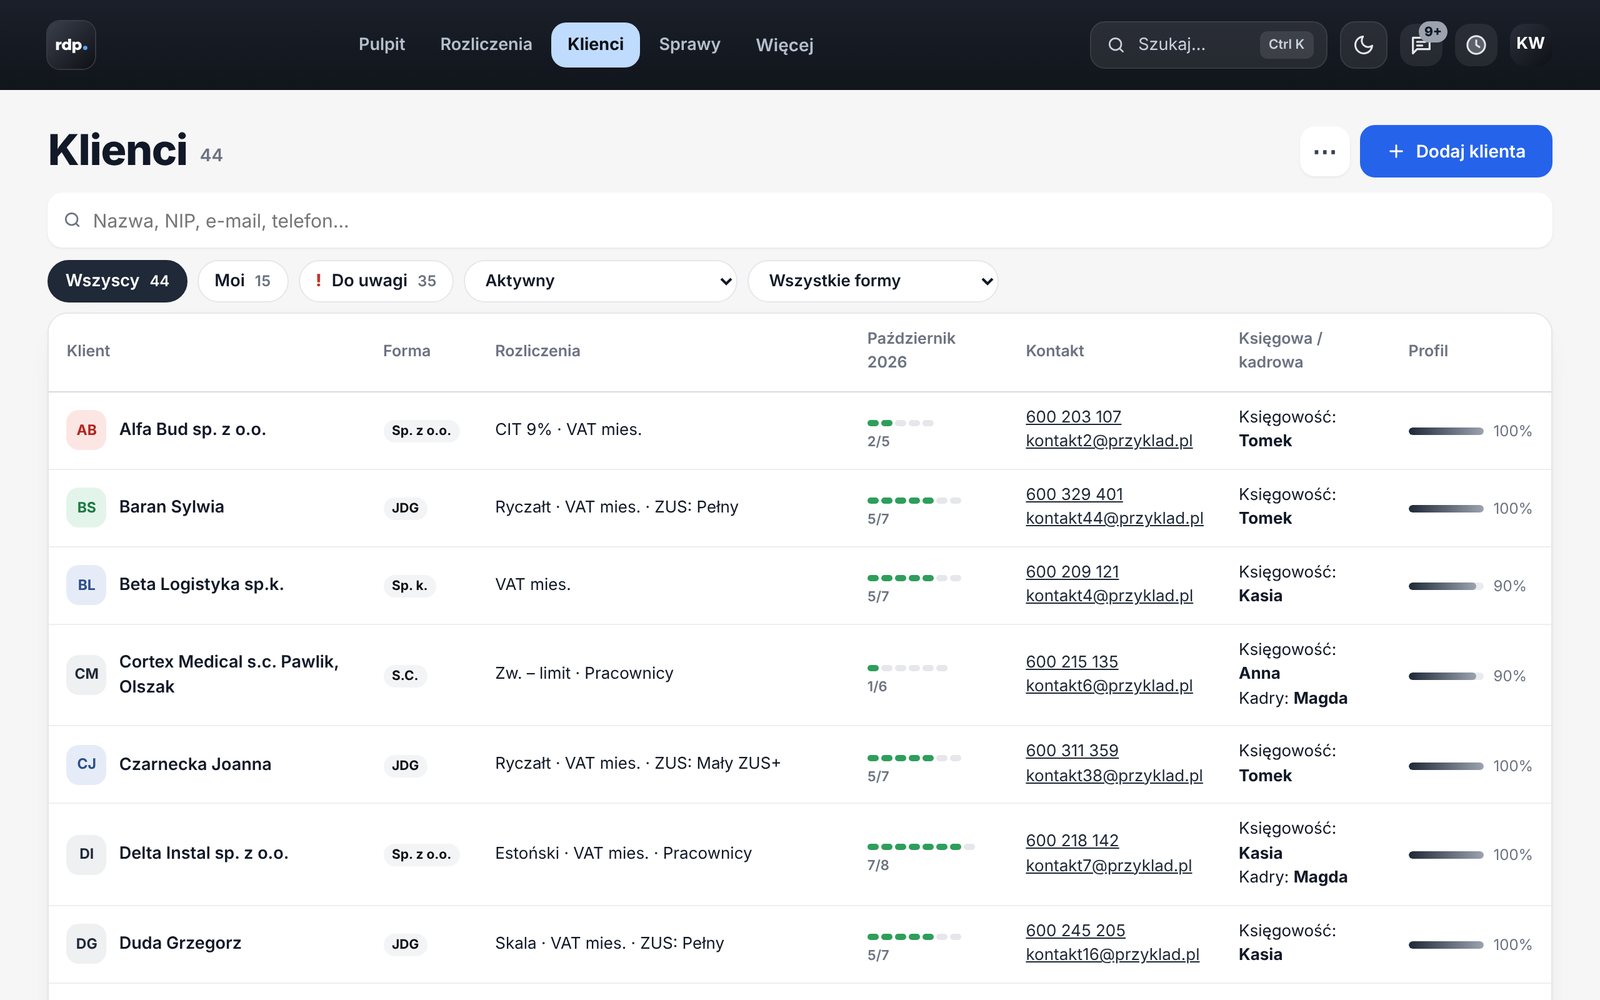 rdp.
Pulpit Rozliczenia Klienci Sprawy Więcej
Szukaj... Ctrl K 9+ KW
Klienci 44
... + Dodaj klienta
Nazwa, NIP, e-mail, telefon...
Wszyscy 44 Moi 15 ! Do uwagi 35 Aktywny Wszystkie formy
Klient Forma Rozliczenia Październik 2026 Kontakt Księgowa / kadrowa Profil
AB Alfa Bud sp. z o.o. Sp. z o.o. CIT 9% · VAT mies.
2/5
600 203 107
kontakt2@przyklad.pl
Księgowość:
Tomek
100%
BS Baran Sylwia JDG Ryczałt · VAT mies. · ZUS: Pełny
5/7
600 329 401
kontakt44@przyklad.pl
Księgowość:
Tomek
100%
BL Beta Logistyka sp.k. Sp. k. VAT mies.
5/7
600 209 121
kontakt4@przyklad.pl
Księgowość:
Kasia
90%
CM Cortex Medical s.c. Pawlik,
Olszak
S.C. Zw. – limit · Pracownicy
1/6
600 215 135
kontakt6@przyklad.pl
Księgowość:
Anna
Kadry: Magda
90%
CJ Czarnecka Joanna JDG Ryczałt · VAT mies. · ZUS: Mały ZUS+
5/7
600 311 359
kontakt38@przyklad.pl
Księgowość:
Tomek
100%
DI Delta Instal sp. z o.o. Sp. z o.o. Estoński · VAT mies. · Pracownicy
7/8
600 218 142
kontakt7@przyklad.pl
Księgowość:
Kasia
Kadry: Magda
100%
DG Duda Grzegorz JDG Skala · VAT mies. · ZUS: Pełny
5/7
600 245 205
kontakt16@przyklad.pl
Księgowość:
Kasia
100%